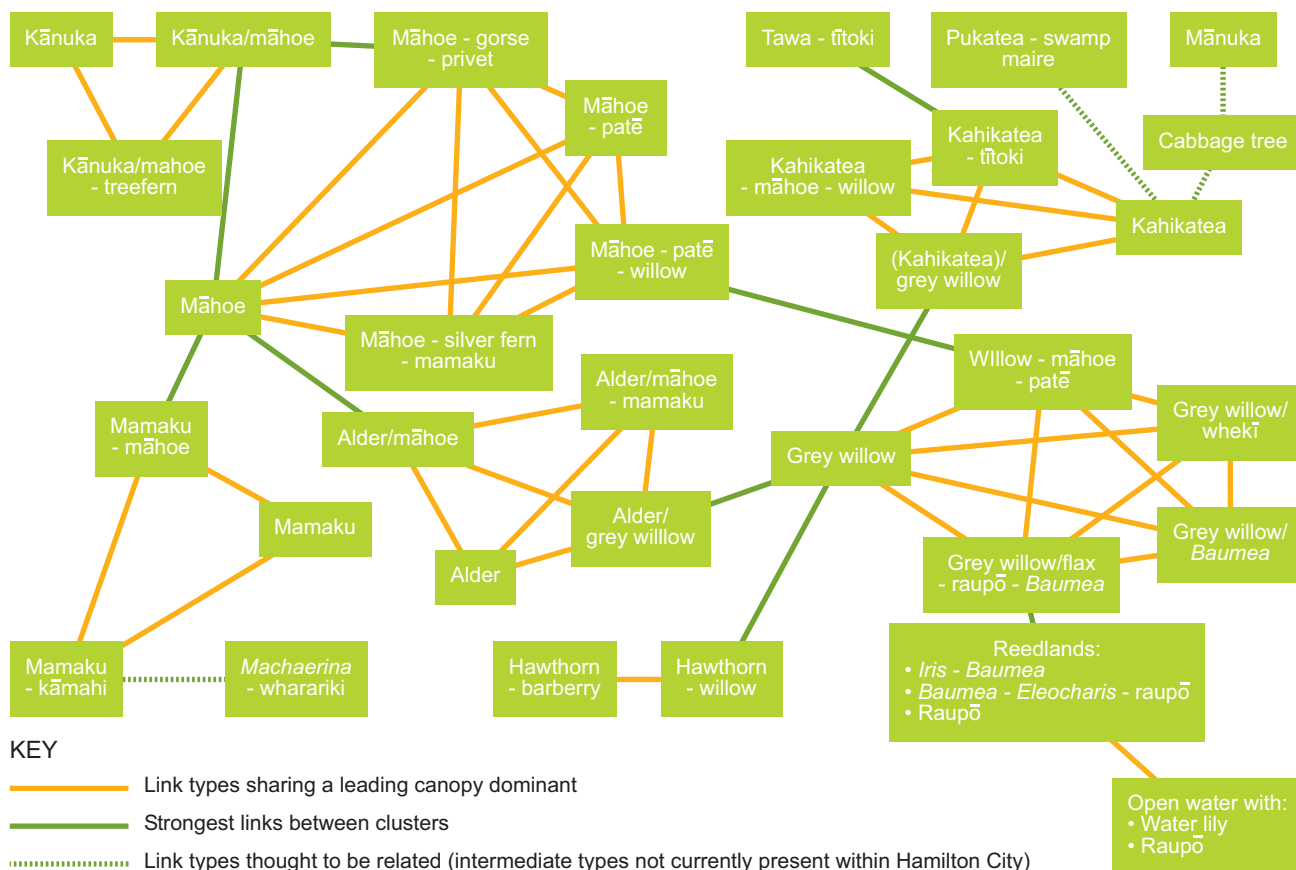 Kānuka
Kānuka/māhoe
Māhoe - gorse
- privet
Tawa - tītoki
Pukatea - swamp
maire
Mānuka
Māhoe
- patē
Kahikatea
- tītoki
Cabbage tree
Kānuka/mahoe
- treefern
Kahikatea
- māhoe - willow
Kahikatea
Māhoe - patē
- willow
(Kahikatea)/
grey willow
Māhoe
Māhoe - silver fern
- mamaku
WIllow - māhoe
- patē
Alder/māhoe
- mamaku
Grey willow/
whekī
Mamaku
- māhoe
Alder/māhoe
Grey willow
Mamaku
Alder/
grey willlow
Grey willow/
Baumea
Alder
Grey willow/flax
- raupō - Baumea
Mamaku
- kāmahi
Machaerina
- wharariki
Hawthorn
- barberry
Hawthorn
- willow
Reedlands:
• Iris - Baumea
• Baumea - Eleocharis - raupō
• Raupō
Open water with:
• Water lily
• Raupō
KEY
Link types sharing a leading canopy dominant
Strongest links between clusters
Link types thought to be related (intermediate types not currently present within Hamilton City)